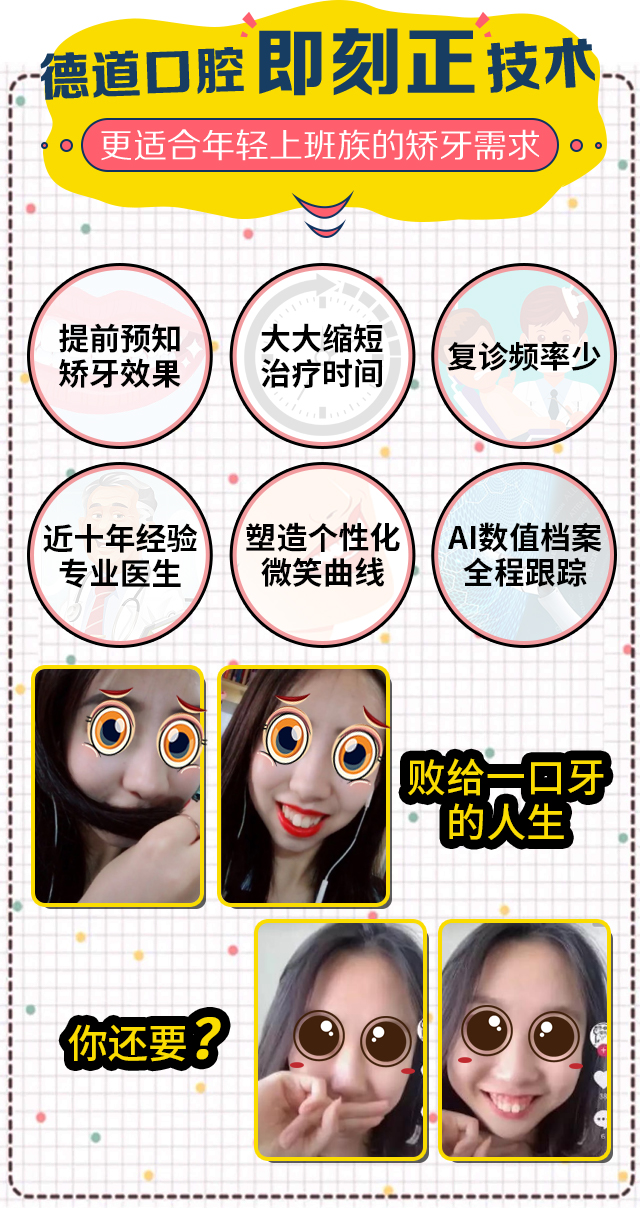 德道口腔即刻正技术
更适合年轻上班族的矫牙需求
提前预知
矫牙效果
大大缩短
治疗时间
复诊频率少
近十年经验
专业医生
塑造个性化
微笑曲线
AI数值档案
全程跟踪
败给一口牙
的人生
你还要？